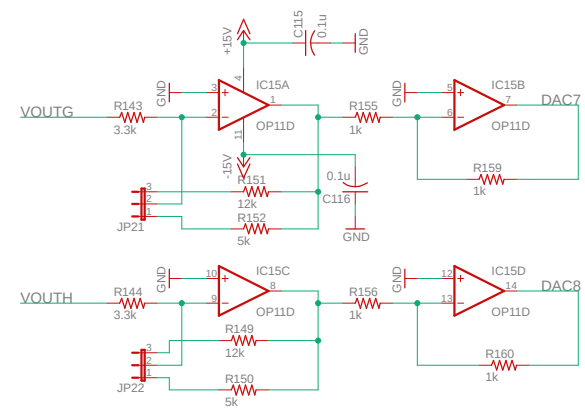 +15V
C115
0.1u
GND
IC15A
GND
3
4
1
2
11
OP11D
VOUTG
R143
3.3k
-15V
R155
1k
IC15B
GND
5
6
7
OP11D
DAC7
R159
1k
0.1u
C116
GND
R151
12k
R152
5k
3
2
1
JP21
IC15C
GND
10
9
8
OP11D
VOUTH
R144
3.3k
R156
1k
IC15D
GND
12
13
14
OP11D
DAC8
R160
1k
R149
12k
R150
5k
3
2
1
JP22